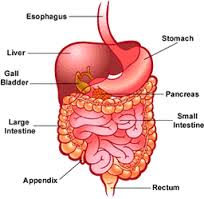 Esophagus
Stomach
Liver
Gall
Bladder
Pancreas
Large
Intestine
Small
Intestine
Appendix
Rectum